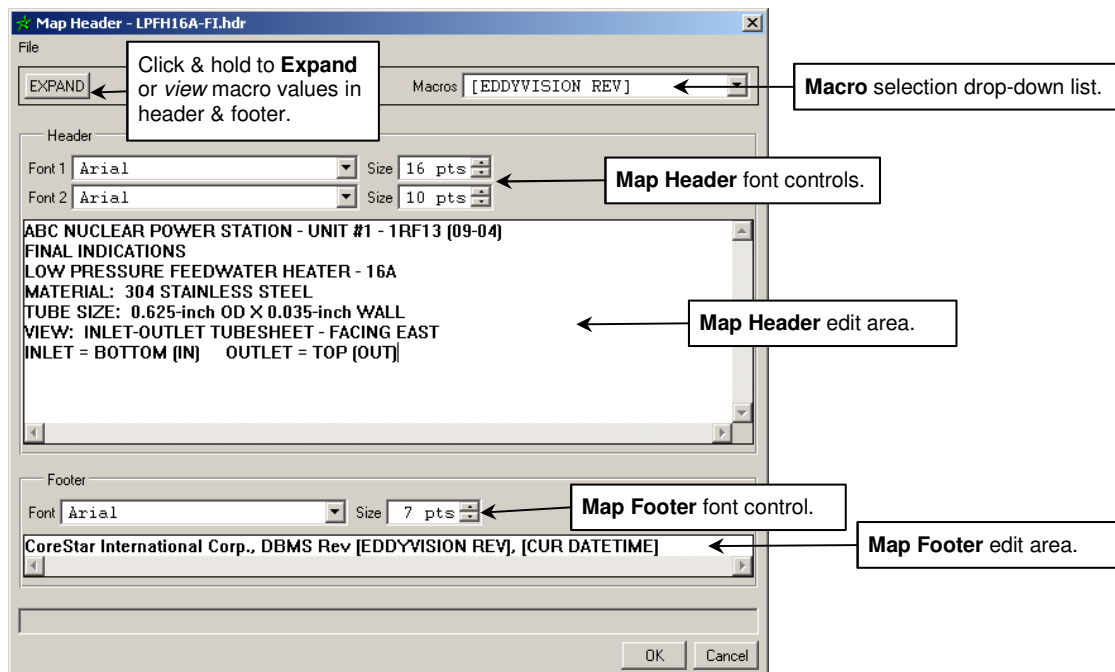 Map Header - LPFH16A-FI.hdr
File
EXPAND
Click & hold to Expand
or view macro values in
header & footer.
Macros [EDDYVISION REV]
Macro selection drop-down list.
Header
Font 1 Arial Size 16 pts
Font 2 Arial Size 10 pts
Map Header font controls.
ABC NUCLEAR POWER STATION - UNIT #1 - 1RF13 (09-04)
FINAL INDICATIONS
LOW PRESSURE FEEDWATER HEATER - 16A
MATERIAL: 304 STAINLESS STEEL
TUBE SIZE: 0.625-inch OD X 0.035-inch WALL
VIEW: INLET-OUTLET TUBESHEET - FACING EAST
INLET = BOTTOM (IN) OUTLET = TOP (OUT)
Map Header edit area.
Footer
Font Arial Size 7 pts
Map Footer font control.
CoreStar International Corp., DBMS Rev [EDDYVISION REV], [CUR DATETIME]
Map Footer edit area.
OK Cancel